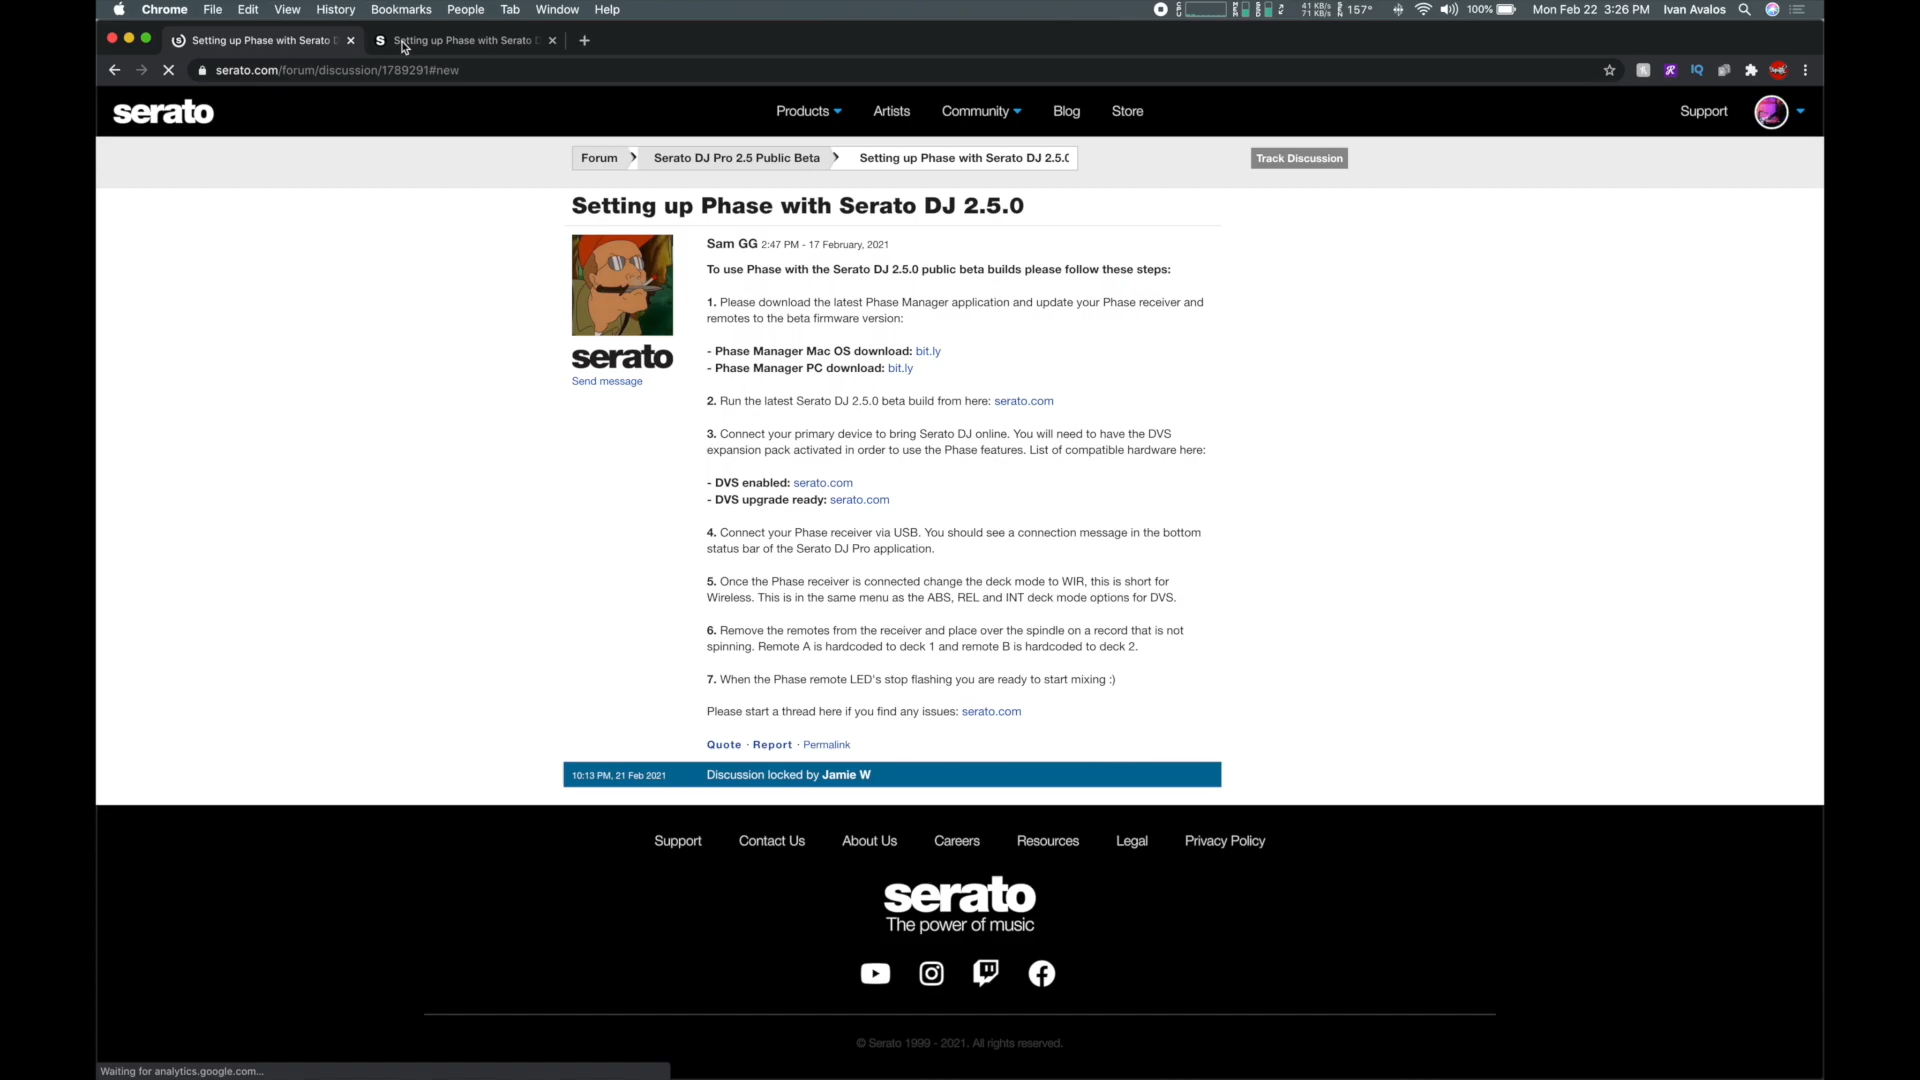 Chrome File Edit View History Bookmarks People Tab Window Help
41 KB/s
71 KB/s
157° 100% Mon Feb 22 3:26 PM Ivan Avalos
Setting up Phase with Serato D Setting up Phase with Serato D
serato.com/forum/discussion/1789291#new
serato Products Artists Community Blog Store Support
Forum Serato DJ Pro 2.5 Public Beta Setting up Phase with Serato DJ 2.5.0 Track Discussion
Setting up Phase with Serato DJ 2.5.0
Sam GG 2:47 PM - 17 February, 2021
To use Phase with the Serato DJ 2.5.0 public beta builds please follow these steps:
1. Please download the latest Phase Manager application and update your Phase receiver and
remotes to the beta firmware version:
- Phase Manager Mac OS download: bit.ly
- Phase Manager PC download: bit.ly
serato
Send message
2. Run the latest Serato DJ 2.5.0 beta build from here: serato.com
3. Connect your primary device to bring Serato DJ online. You will need to have the DVS
expansion pack activated in order to use the Phase features. List of compatible hardware here:
- DVS enabled: serato.com
- DVS upgrade ready: serato.com
4. Connect your Phase receiver via USB. You should see a connection message in the bottom
status bar of the Serato DJ Pro application.
5. Once the Phase receiver is connected change the deck mode to WIR, this is short for
Wireless. This is in the same menu as the ABS, REL and INT deck mode options for DVS.
6. Remove the remotes from the receiver and place over the spindle on a record that is not
spinning. Remote A is hardcoded to deck 1 and remote B is hardcoded to deck 2.
7. When the Phase remote LED's stop flashing you are ready to start mixing :)
Please start a thread here if you find any issues: serato.com
Quote · Report · Permalink
10:13 PM, 21 Feb 2021 Discussion locked by Jamie W
Support Contact Us About Us Careers Resources Legal Privacy Policy
serato
The power of music
© Serato 1999 - 2021. All rights reserved.
Waiting for analytics.google.com...